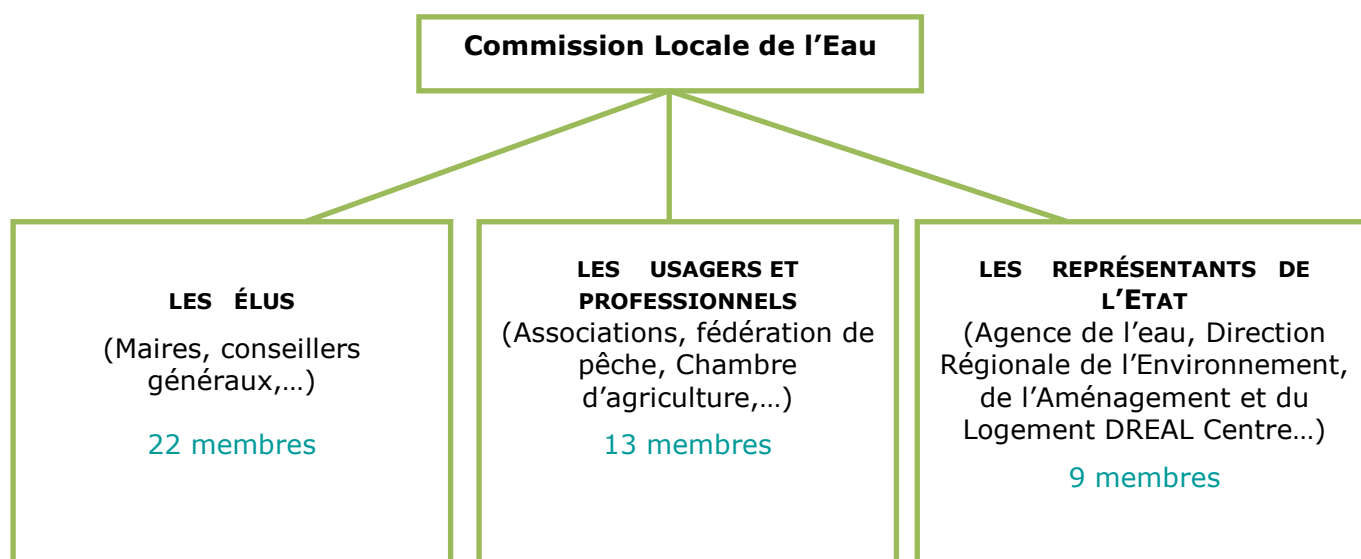 Commission Locale de l’Eau
LES ÉLUS
(Maires, conseillers
généraux,…)
22 membres
LES USAGERS ET
PROFESSIONNELS
(Associations, fédération de
pêche, Chambre
d’agriculture,…)
13 membres
LES REPRÉSENTANTS DE
L’ETAT
(Agence de l’eau, Direction
Régionale de l’Environnement,
de l’Aménagement et du
Logement DREAL Centre…)
9 membres